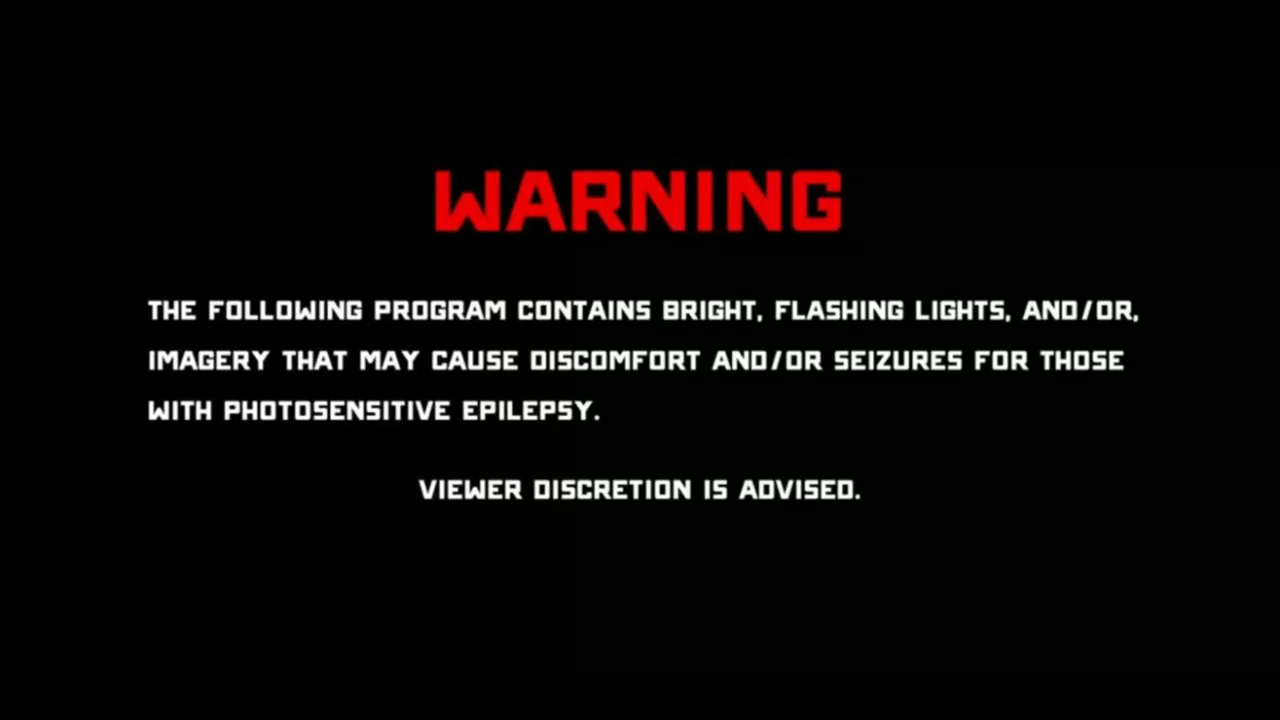 WARNING
THE FOLLOWING PROGRAM CONTAINS BRIGHT, FLASHING LIGHTS, AND/OR,
IMAGERY THAT MAY CAUSE DISCOMFORT AND/OR SEIZURES FOR THOSE
WITH PHOTOSENSITIVE EPILEPSY.
VIEWER DISCRETION IS ADVISED.